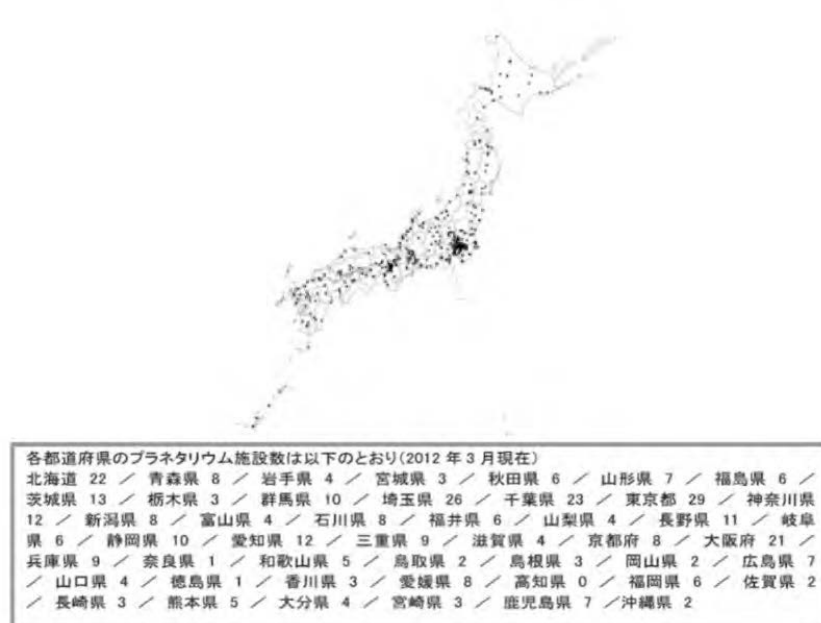 各都道府県のプラネタリウム施設数は以下のとおり(2012 年 3 月現在)
北海道 22 ／ 青森県 8 ／ 岩手県 4 ／ 宮城県 3 ／ 秋田県 6 ／ 山形県 7 ／ 福島県 6 ／
茨城県 13 ／ 栃木県 3 ／ 群馬県 10 ／ 埼玉県 26 ／ 千葉県 23 ／ 東京都 29 ／ 神奈川県
12 ／ 新潟県 8 ／ 富山県 4 ／ 石川県 8 ／ 福井県 6 ／ 山梨県 4 ／ 長野県 11 ／ 岐阜
県 6 ／ 静岡県 10 ／ 愛知県 12 ／ 三重県 9 ／ 滋賀県 4 ／ 京都府 8 ／ 大阪府 21 ／
兵庫県 9 ／ 奈良県 1 ／ 和歌山県 5 ／ 鳥取県 2 ／ 島根県 3 ／ 岡山県 2 ／ 広島県 7
／ 山口県 4 ／ 徳島県 1 ／ 香川県 3 ／ 愛媛県 8 ／ 高知県 0 ／ 福岡県 6 ／ 佐賀県 2
／ 長崎県 3 ／ 熊本県 5 ／ 大分県 4 ／ 宮崎県 3 ／ 鹿児島県 7 ／沖縄県 2